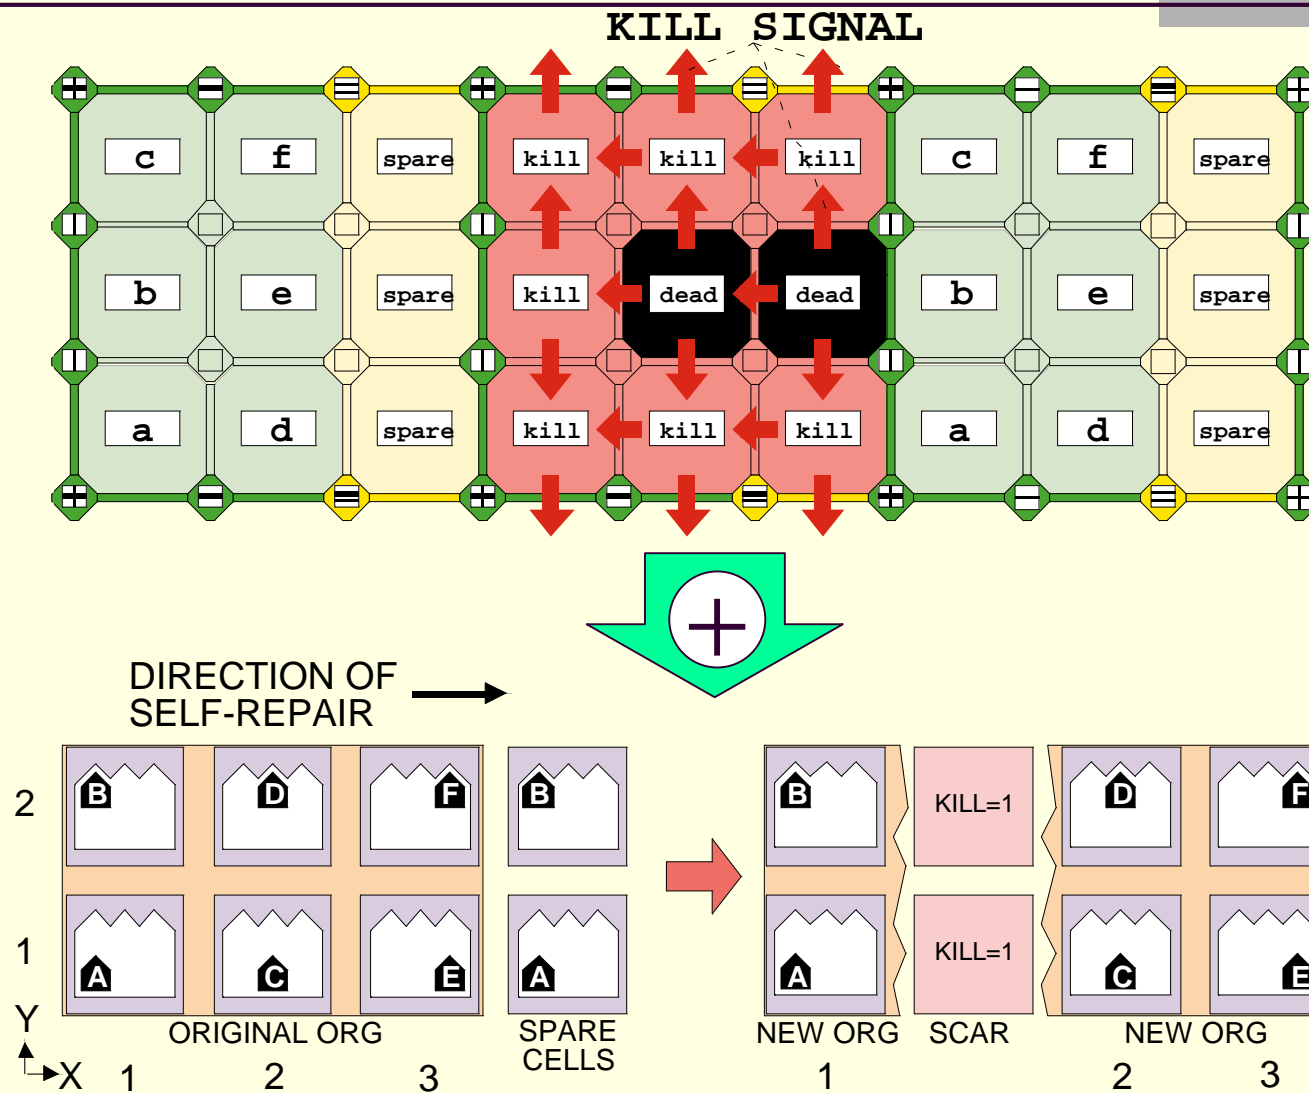 KILL SIGNAL
c f spare kill kill kill c f spare
b e spare kill dead dead b e spare
a d spare kill kill kill a d spare
DIRECTION OF
SELF-REPAIR
2 B D F B B KILL=1 D F
1 A C E A A KILL=1 C E
Y
ORIGINAL ORG SPARE CELLS NEW ORG SCAR NEW ORG
X 1 2 3 1 2 3